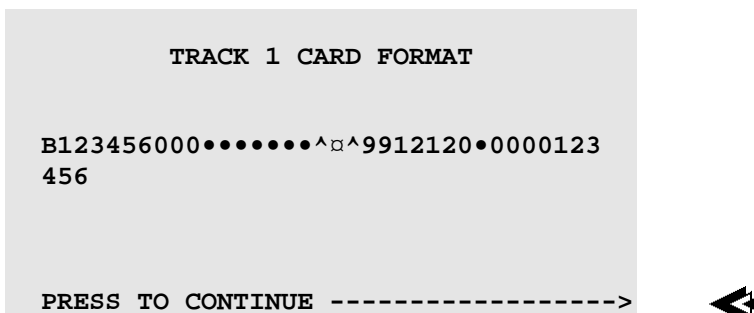 TRACK 1 CARD FORMAT
B123456000•••••••^¤^9912120•0000123
456
PRESS TO CONTINUE ------------------>